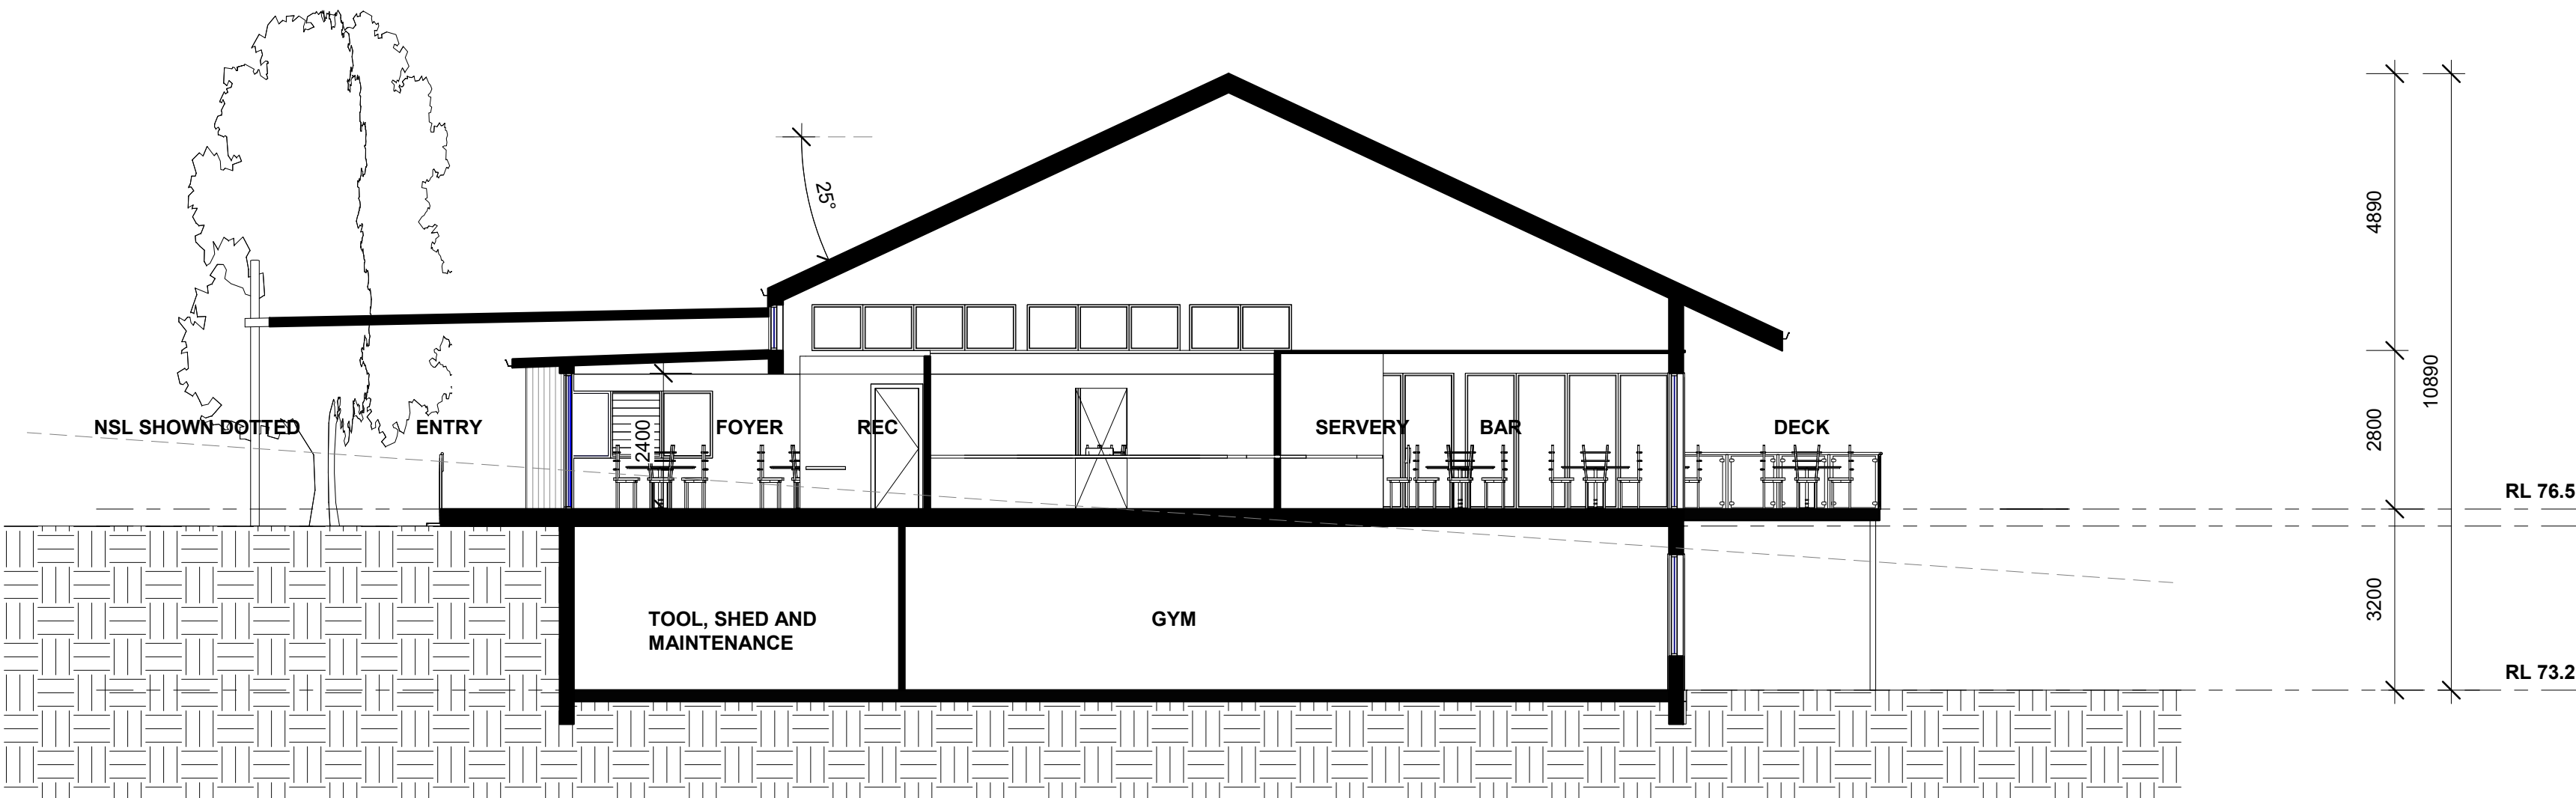 25°
4890
10890
NSL SHOWN DOTTED
ENTRY
2400
FOYER
REC
SERVERY
BAR
DECK
2800
RL 76.5
3200
TOOL, SHED AND
MAINTENANCE
GYM
RL 73.2